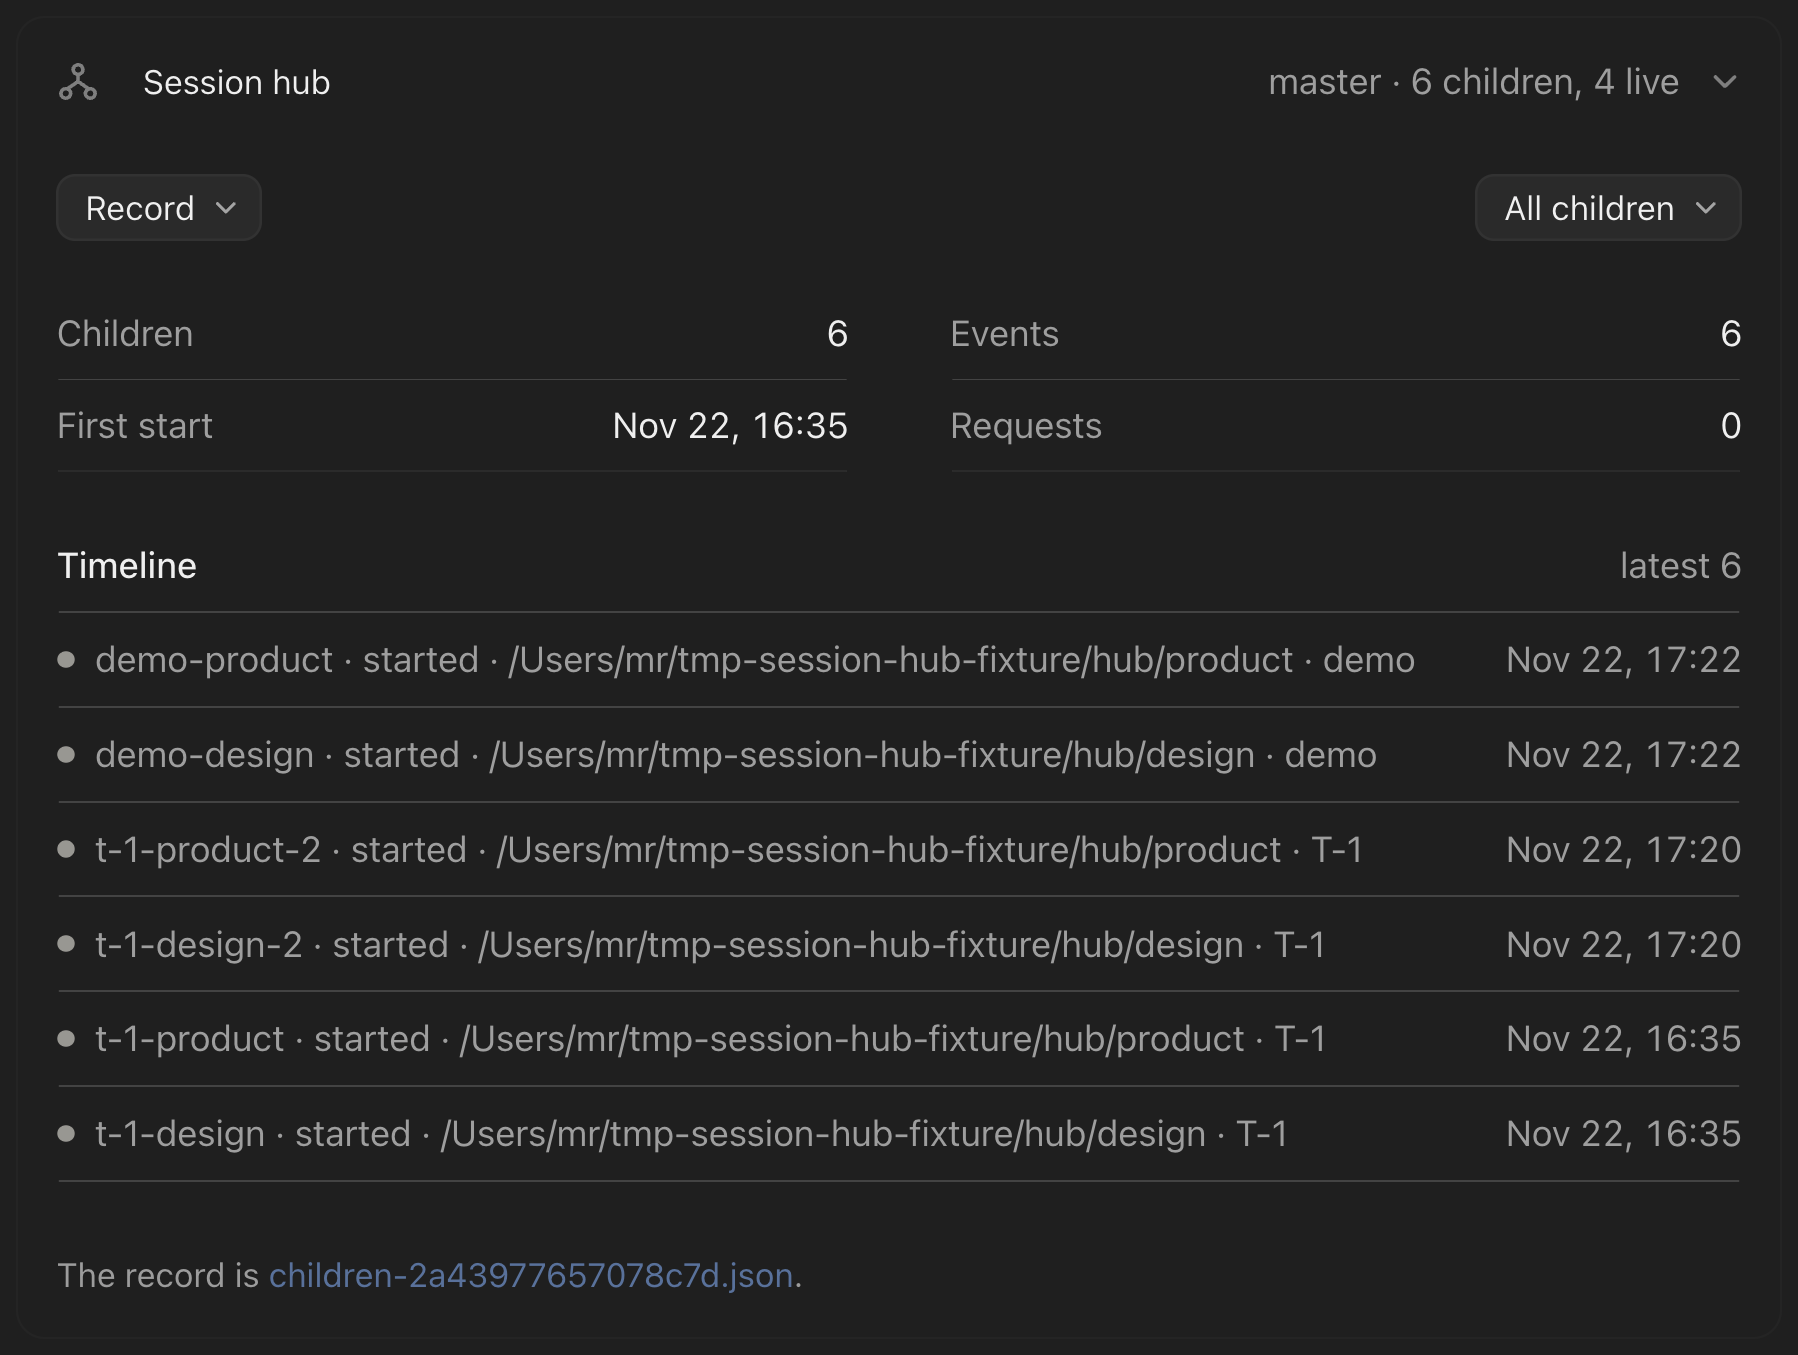 Session hub
master · 6 children, 4 live
Record
All children
Children 6
Events 6
First start Nov 22, 16:35
Requests 0
Timeline latest 6
demo-product · started · /Users/mr/tmp-session-hub-fixture/hub/product · demo Nov 22, 17:22
demo-design · started · /Users/mr/tmp-session-hub-fixture/hub/design · demo Nov 22, 17:22
t-1-product-2 · started · /Users/mr/tmp-session-hub-fixture/hub/product · T-1 Nov 22, 17:20
t-1-design-2 · started · /Users/mr/tmp-session-hub-fixture/hub/design · T-1 Nov 22, 17:20
t-1-product · started · /Users/mr/tmp-session-hub-fixture/hub/product · T-1 Nov 22, 16:35
t-1-design · started · /Users/mr/tmp-session-hub-fixture/hub/design · T-1 Nov 22, 16:35
The record is children-2a43977657078c7d.json.